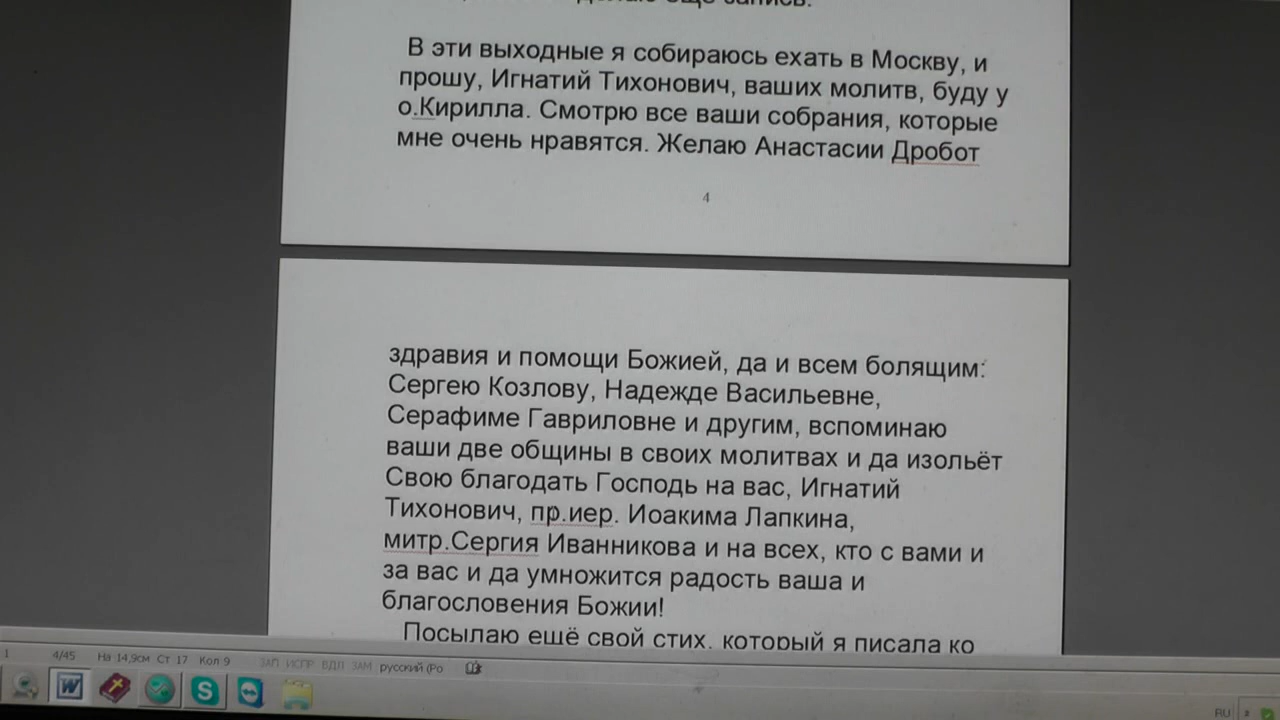 ещё запись.
В эти выходные я собираюсь ехать в Москву, и
прошу, Игнатий Тихонович, ваших молитв, буду у
о.Кирилла. Смотрю все ваши собрания, которые
мне очень нравятся. Желаю Анастасии Дробот
4
здравия и помощи Божией, да и всем болящим:
Сергею Козлову, Надежде Васильевне,
Серафиме Гавриловне и другим, вспоминаю
ваши две общины в своих молитвах и да изольёт
Свою благодать Господь на вас, Игнатий
Тихонович, пр.иер. Иоакима Лапкина,
митр.Сергия Иванникова и на всех, кто с вами и
за вас и да умножится радость ваша и
благословения Божии!
Посылаю ещё свой стих, который я писала ко
1 4/45 На 14,9см Ст 17 Кол 9 ЗАП ИСПР ВДЛ ЗАМ русский (Ро
W S RU